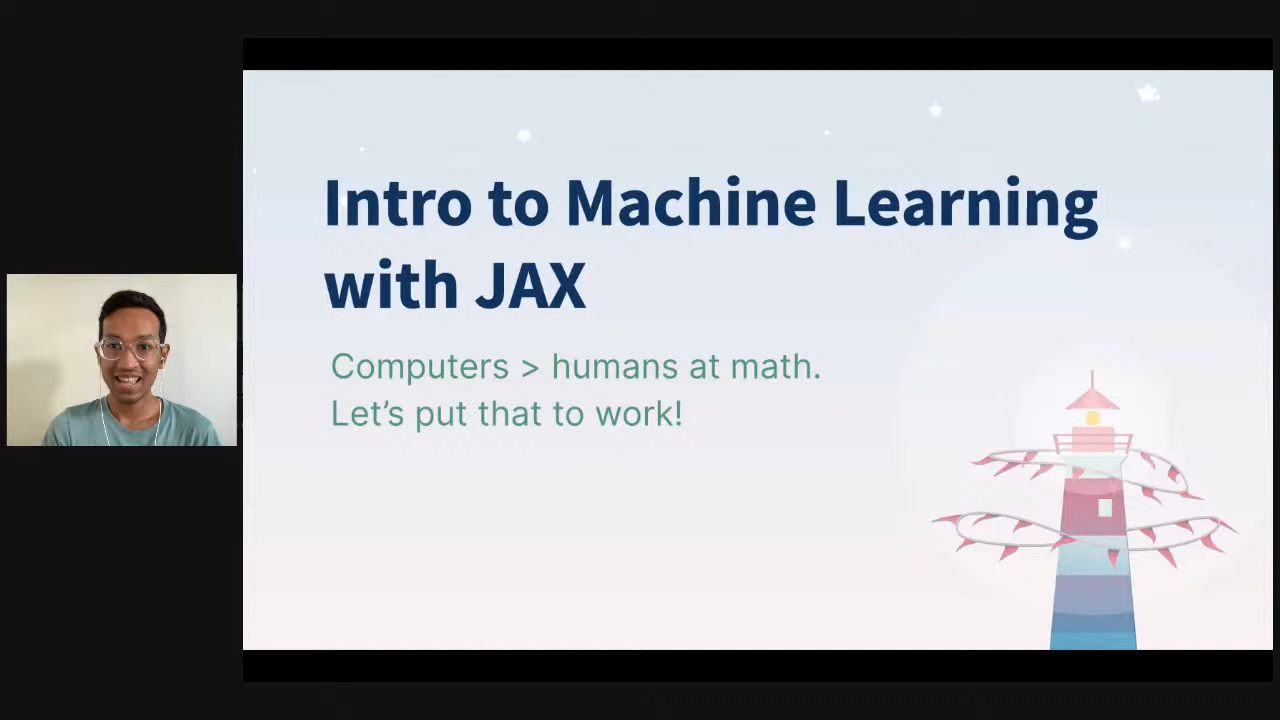 Intro to Machine Learning
with JAX
Computers > humans at math.
Let’s put that to work!